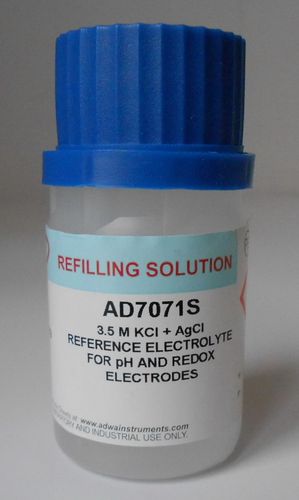 REFILLING SOLUTION
AD7071S
3.5 M KCl + AgCl
REFERENCE ELECTROLYTE
FOR pH AND REDOX
ELECTRODES
at: www.adwainstruments.com
AND INDUSTRIAL USE ONLY.